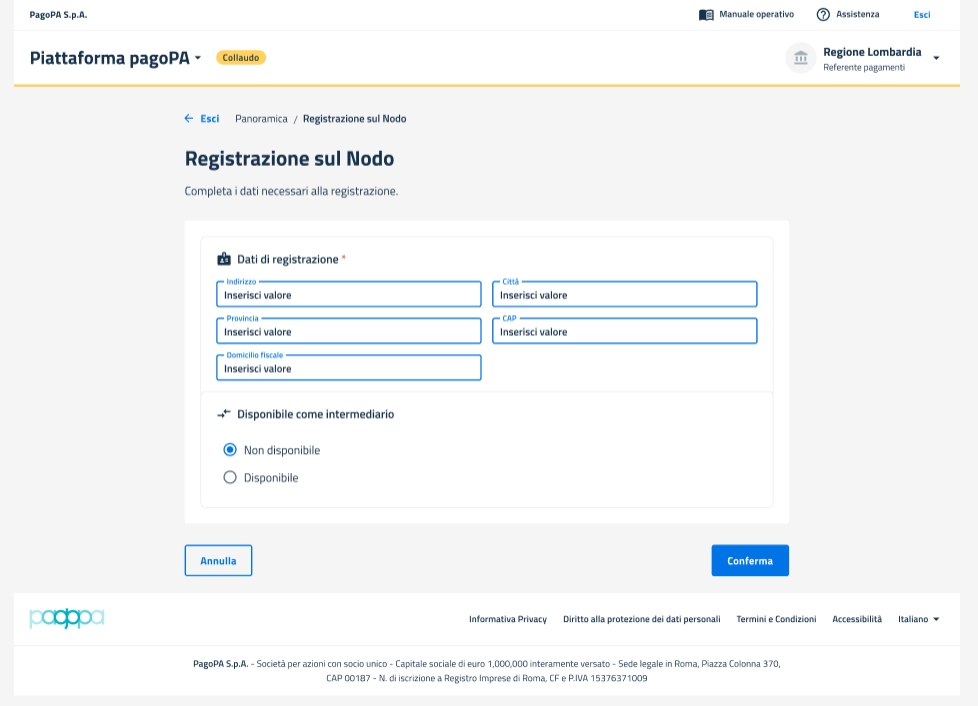 PagoPA S.p.A.
Manuale operativo
Assistenza
Esci
Piattaforma pagoPA
Collaudo
Regione Lombardia
Referente pagamenti
Esci
Panoramica / Registrazione sul Nodo
Registrazione sul Nodo
Completa i dati necessari alla registrazione.
Dati di registrazione *
Indirizzo
Inserisci valore
Città
Inserisci valore
Provincia
Inserisci valore
CAP
Inserisci valore
Domicilio fiscale
Inserisci valore
Disponibile come intermediario
Non disponibile
Disponibile
Annulla
Conferma
pagopa
Informativa Privacy
Diritto alla protezione dei dati personali
Termini e Condizioni
Accessibilità
Italiano
PagoPA S.p.A. - Società per azioni con socio unico - Capitale sociale di euro 1,000,000 interamente versato - Sede legale in Roma, Piazza Colonna 370,
CAP 00187 - N. di iscrizione a Registro Imprese di Roma, CF e P.IVA 15376371009